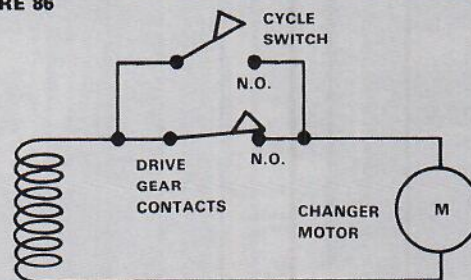 RE 86
CYCLE
SWITCH
N.O.
N.O.
DRIVE
GEAR
CONTACTS
CHANGER
MOTOR
M